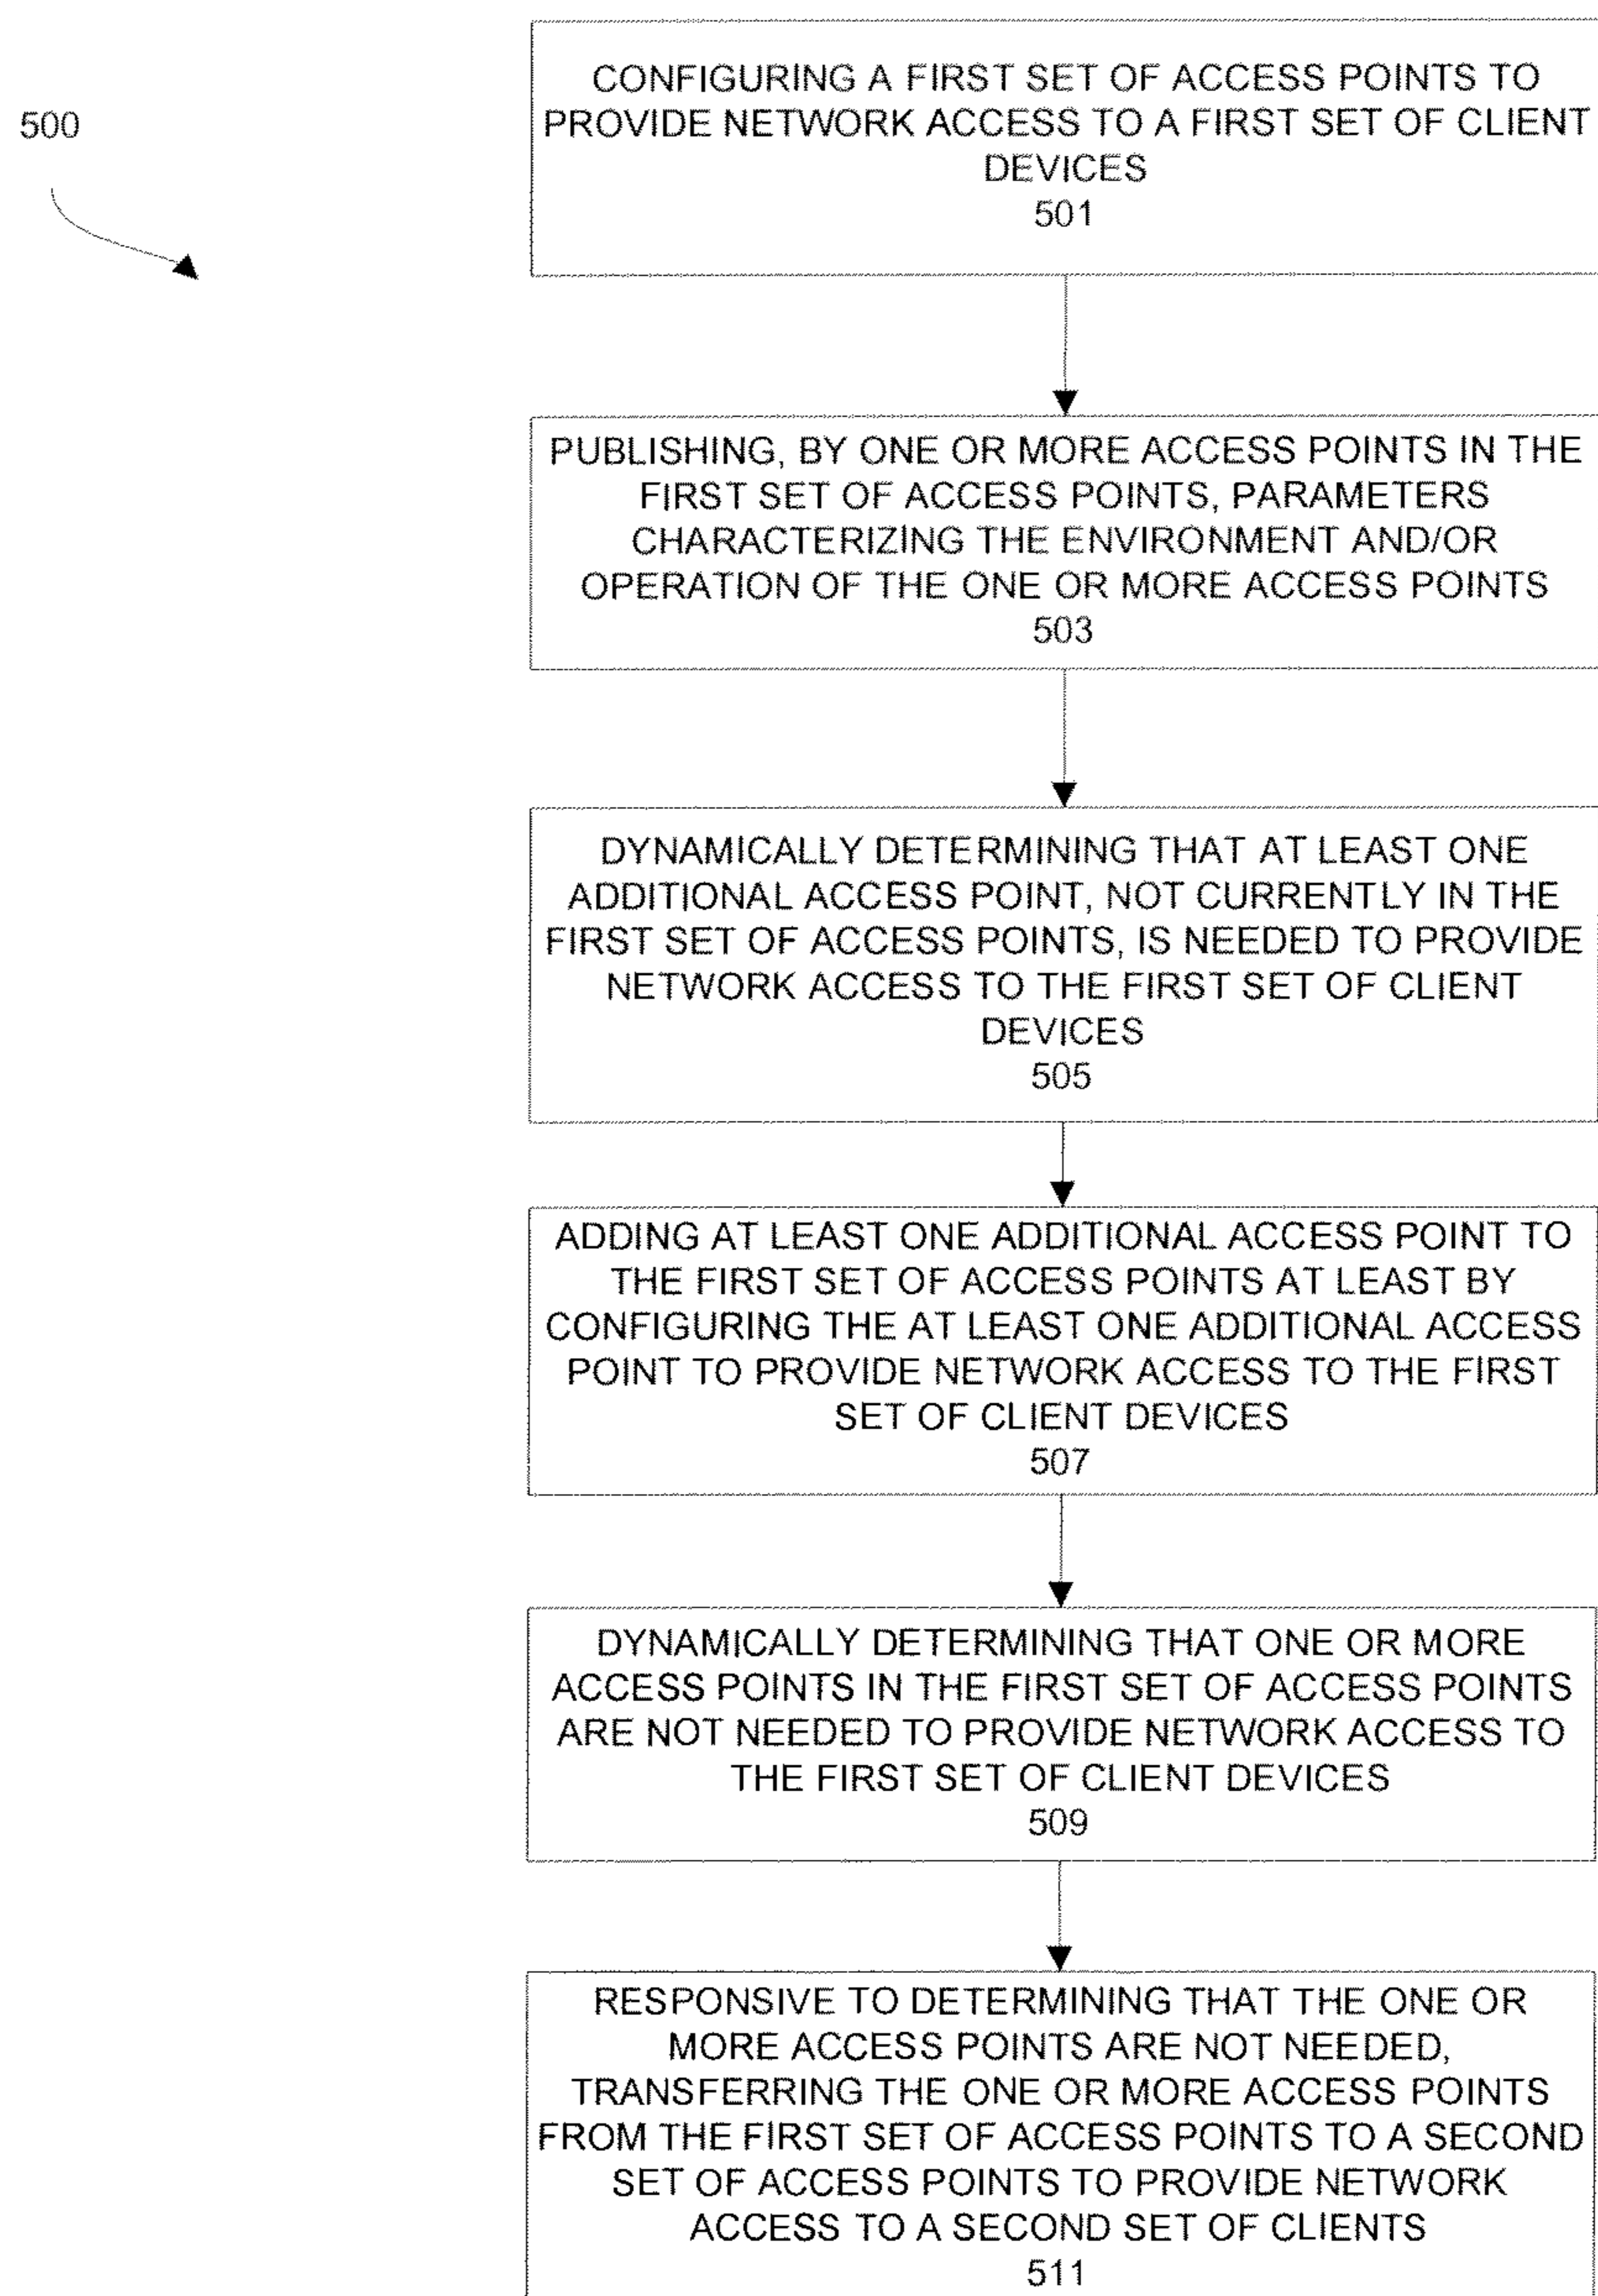 500
CONFIGURING A FIRST SET OF ACCESS POINTS TO
PROVIDE NETWORK ACCESS TO A FIRST SET OF CLIENT
DEVICES
501
PUBLISHING, BY ONE OR MORE ACCESS POINTS IN THE
FIRST SET OF ACCESS POINTS, PARAMETERS
CHARACTERIZING THE ENVIRONMENT AND/OR
OPERATION OF THE ONE OR MORE ACCESS POINTS
503
DYNAMICALLY DETERMINING THAT AT LEAST ONE
ADDITIONAL ACCESS POINT, NOT CURRENTLY IN THE
FIRST SET OF ACCESS POINTS, IS NEEDED TO PROVIDE
NETWORK ACCESS TO THE FIRST SET OF CLIENT
DEVICES
505
ADDING AT LEAST ONE ADDITIONAL ACCESS POINT TO
THE FIRST SET OF ACCESS POINTS AT LEAST BY
CONFIGURING THE AT LEAST ONE ADDITIONAL ACCESS
POINT TO PROVIDE NETWORK ACCESS TO THE FIRST
SET OF CLIENT DEVICES
507
DYNAMICALLY DETERMINING THAT ONE OR MORE
ACCESS POINTS IN THE FIRST SET OF ACCESS POINTS
ARE NOT NEEDED TO PROVIDE NETWORK ACCESS TO
THE FIRST SET OF CLIENT DEVICES
509
RESPONSIVE TO DETERMINING THAT THE ONE OR
MORE ACCESS POINTS ARE NOT NEEDED,
TRANSFERRING THE ONE OR MORE ACCESS POINTS
FROM THE FIRST SET OF ACCESS POINTS TO A SECOND
SET OF ACCESS POINTS TO PROVIDE NETWORK
ACCESS TO A SECOND SET OF CLIENTS
511